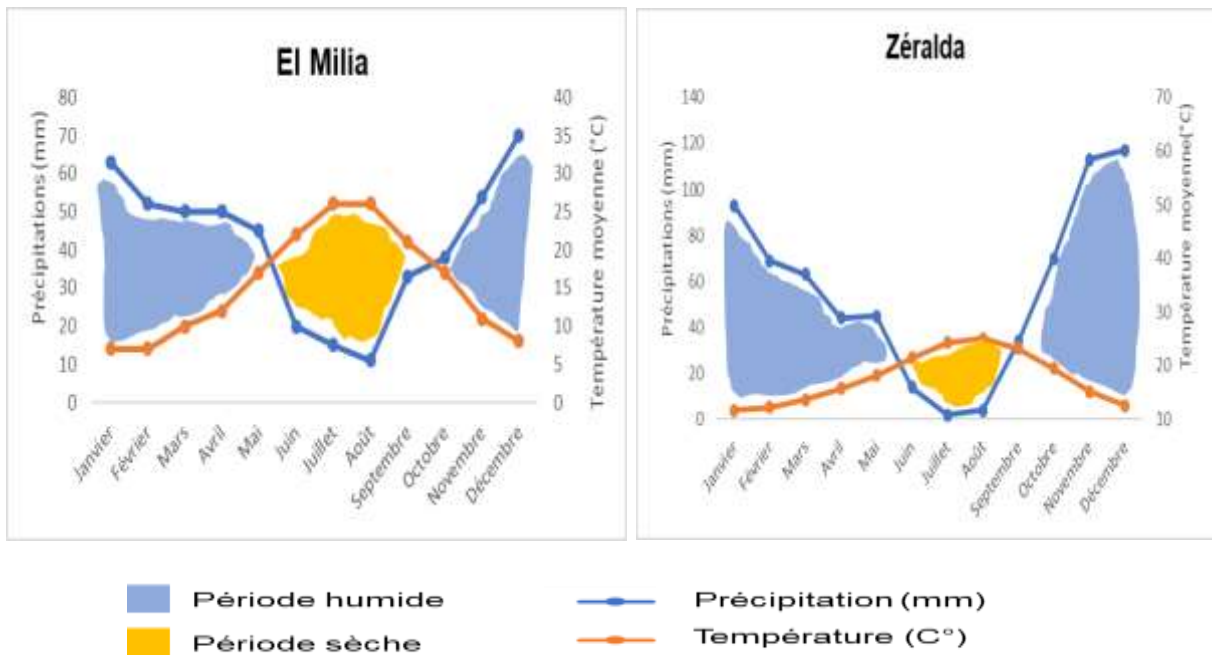 El Milia
Précipitations (mm)
80
70
60
50
40
30
20
10
0
40
35
30
25
20
15
10
5
0
Température moyenne (°C)
Janvier
Février
Mars
Avril
Mai
Juin
Juillet
Août
Septembre
Octobre
Novembre
Décembre
Zéralda
Précipitations (mm)
140
120
100
80
60
40
20
0
70
60
50
40
30
20
10
Température moyenne(°C)
Janvier
Février
Mars
Avril
Mai
Juin
Juillet
Août
Septembre
Octobre
Novembre
Décembre
Période humide
Période sèche
Précipitation (mm)
Température (C°)